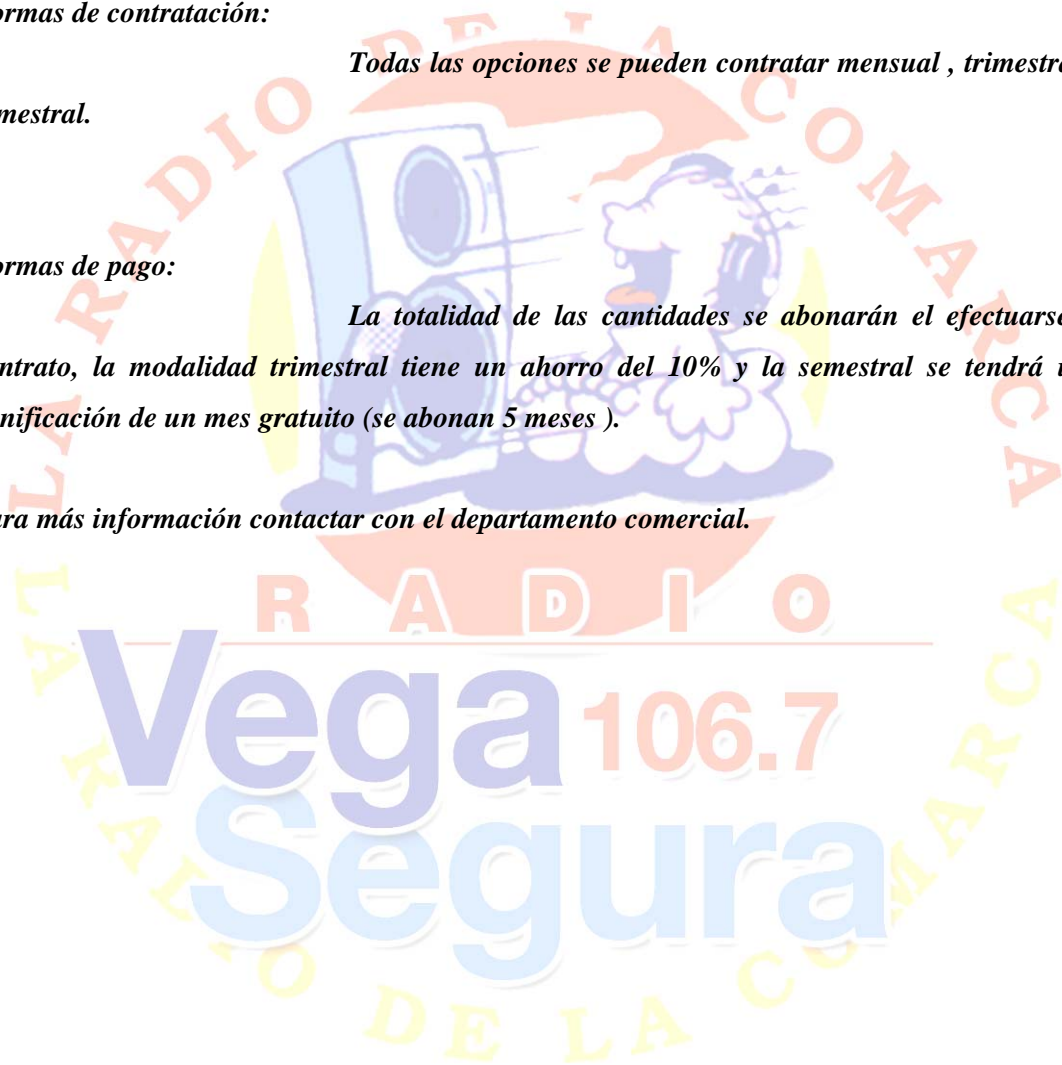 ormas de contratación:
Todas las opciones se pueden contratar mensual , trimestra
mestral.
ormas de pago:
La totalidad de las cantidades se abonarán el efectuarse
ntrato, la modalidad trimestral tiene un ahorro del 10% y la semestral se tendrá u
nificación de un mes gratuito (se abonan 5 meses ).
ara más información contactar con el departamento comercial.
LA RADIO DE LA COMARCA
RADIO
Vega 106.7
Segura
LA RADIO DE LA COMARCA